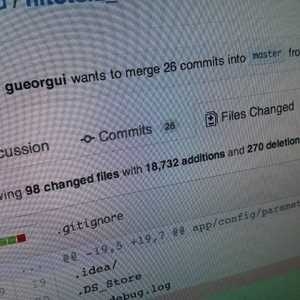 gueorgui wants to merge 26 commits into master fro
cussion Commits 26 Files Changed
wing 98 changed files with 18,732 additions and 270 deletion
.gitignore
@@ -19,5 +19,7 @@ app/config/paramet
.idea/
.DS_Store
debug.log